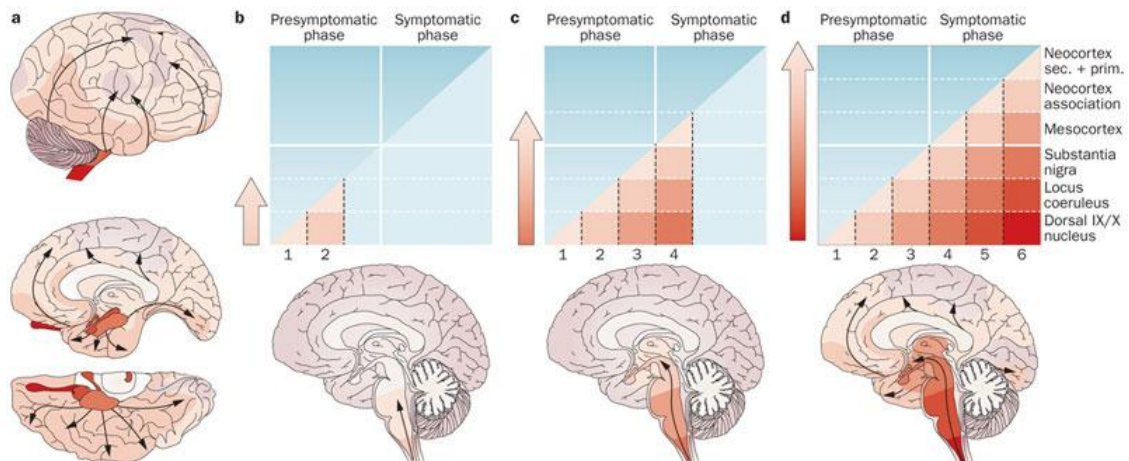 a
b
Presymptomatic phase
Symptomatic phase
1 2
c
Presymptomatic phase
Symptomatic phase
1 2 3 4
d
Presymptomatic phase
Symptomatic phase
Neocortex
sec. + prim.
Neocortex
association
Mesocortex
Substantia
nigra
Locus
coeruleus
Dorsal IX/X
nucleus
1 2 3 4 5 6